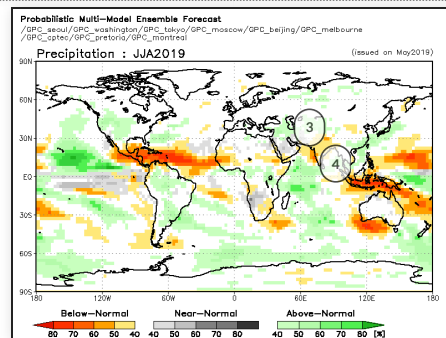 Probabilistic Multi-Model Ensemble Forecast
/GPC_seoul/GPC_washington/GPC_tokyo/GPC_moscow/GPC_beijing/GPC_melbourne
/GPC_cptec/GPC_pretoria/GPC_montreal
Precipitation : JJA2019 (issued on May2019)
90N
60N
30N
EQ
30S
60S
90S
3
4
180 120W 60W 0 60E 120E 180
Below-Normal Near-Normal Above-Normal
80 70 60 50 40 40 50 60 70 80 40 50 60 70 80 [%]